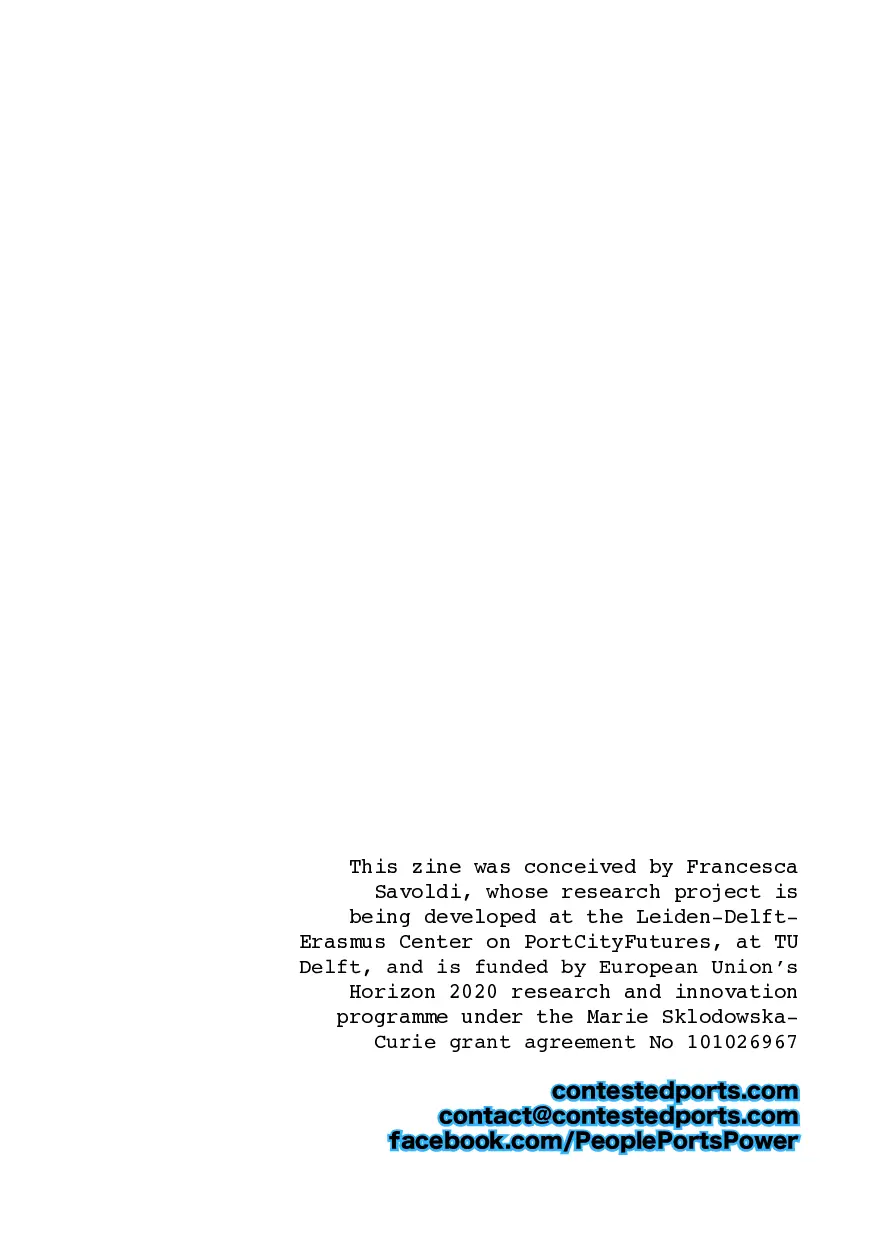 This zine was conceived by Francesca
Savoldi, whose research project is
being developed at the Leiden-Delft-
Erasmus Center on PortCityFutures, at TU
Delft, and is funded by European Union's
Horizon 2020 research and innovation
programme under the Marie Sklodowska-
Curie grant agreement No 101026967
contestedports.com
contact@contestedports.com
facebook.com/PeoplePortsPower